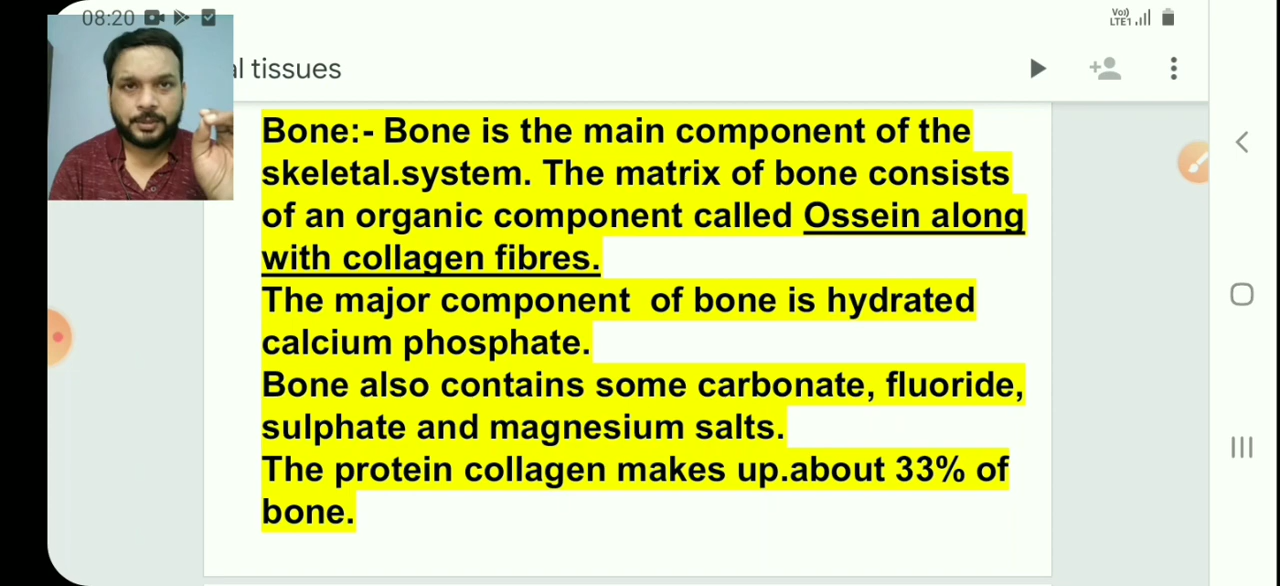 08:20
Vo)
LTE1
al tissues
Bone:- Bone is the main component of the
skeletal.system. The matrix of bone consists
of an organic component called Ossein along
with collagen fibres.
The major component of bone is hydrated
calcium phosphate.
Bone also contains some carbonate, fluoride,
sulphate and magnesium salts.
The protein collagen makes up.about 33% of
bone.